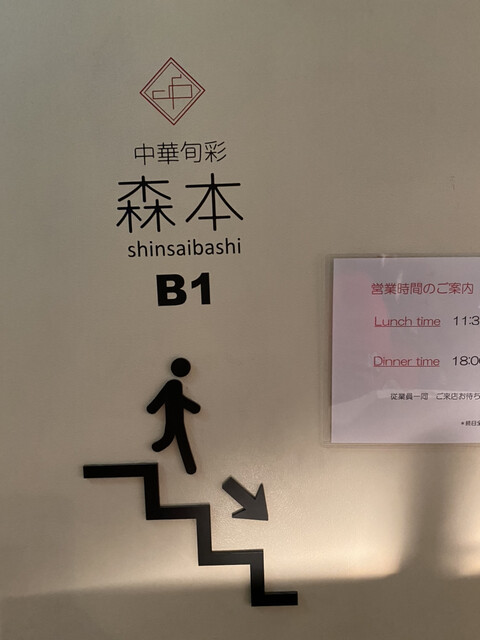 中華旬彩
森本
shinsaibashi
B1
営業時間のご案内
Lunch time 11:3
Dinner time 18:0
従業員一同 ご来店お待ち